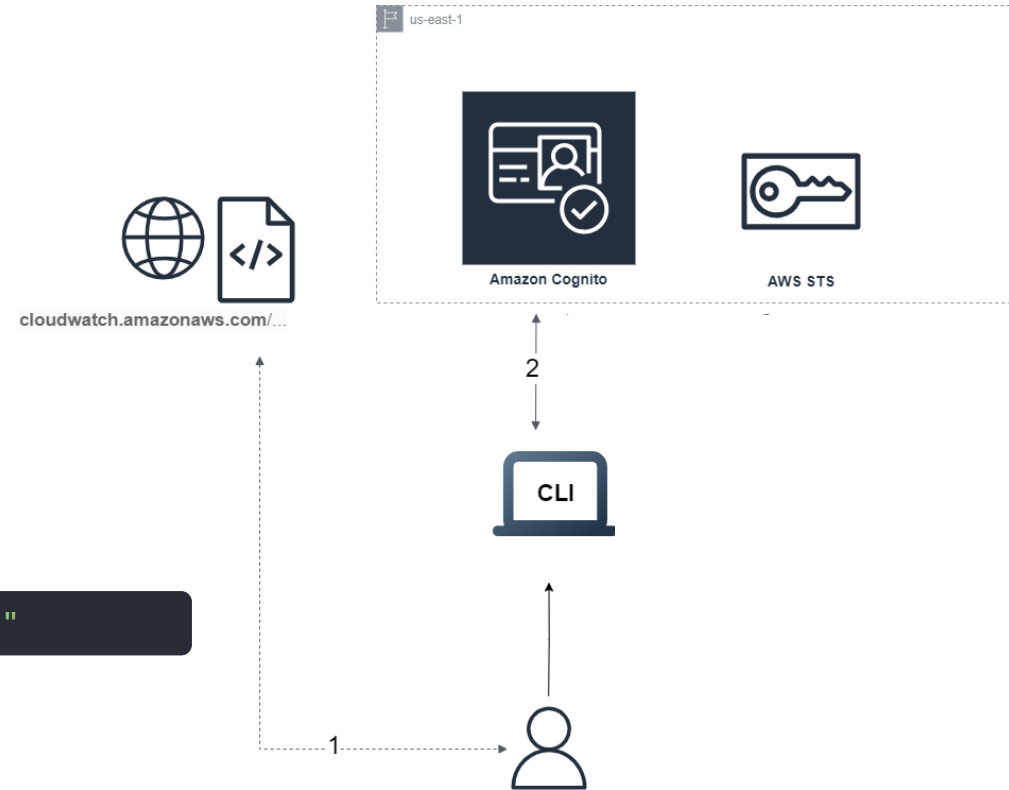 us-east-1
Amazon Cognito
AWS STS
</>
cloudwatch.amazonaws.com/...
2
CLI
"
1